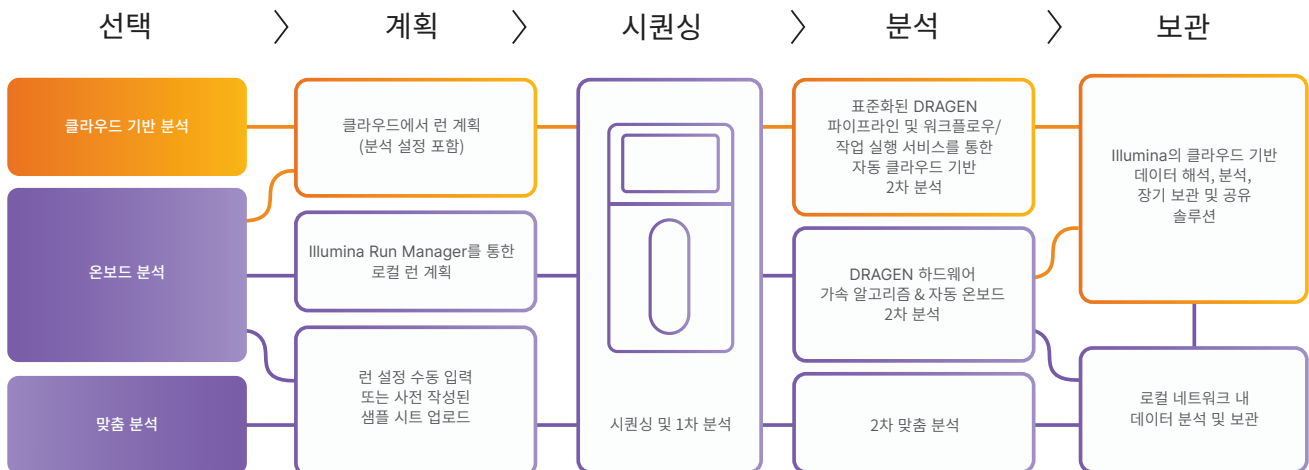 선택
계획
시퀀싱
분석
보관
클라우드 기반 분석
온보드 분석
맞춤 분석
클라우드에서 런 계획
(분석 설정 포함)
Illumina Run Manager를 통한
로컬 런 계획
런 설정 수동 입력
또는 사전 작성된
샘플 시트 업로드
시퀀싱 및 1차 분석
표준화된 DRAGEN
파이프라인 및 워크플로우/
작업 실행 서비스를 통한
자동 클라우드 기반
2차 분석
DRAGEN 하드웨어
가속 알고리즘 & 자동 온보드
2차 분석
2차 맞춤 분석
Illumina의 클라우드 기반
데이터 해석, 분석,
장기 보관 및 공유
솔루션
로컬 네트워크 내
데이터 분석 및 보관